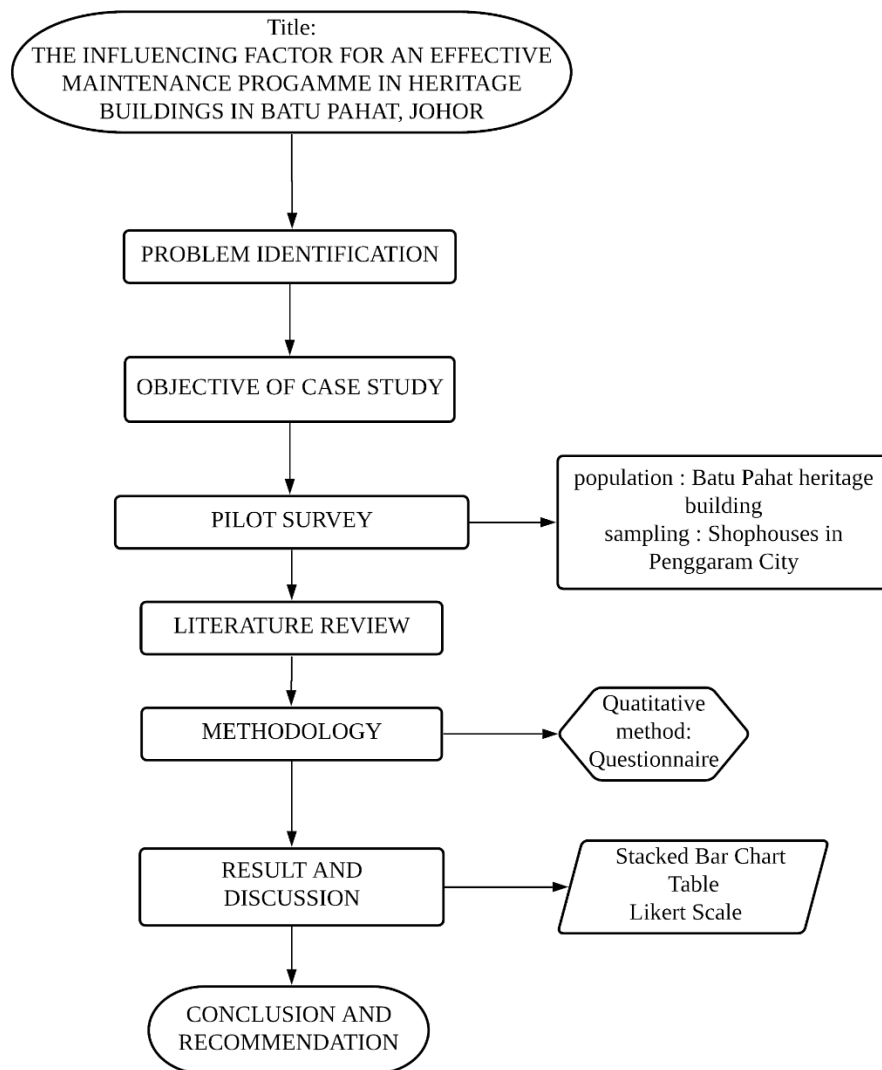 Title:
THE INFLUENCING FACTOR FOR AN EFFECTIVE
MAINTENANCE PROGAMME IN HERITAGE
BUILDINGS IN BATU PAHAT, JOHOR
PROBLEM IDENTIFICATION
OBJECTIVE OF CASE STUDY
PILOT SURVEY
population : Batu Pahat heritage
building
sampling : Shophouses in
Penggaram City
LITERATURE REVIEW
METHODOLOGY
Quatitative
method:
Questionnaire
RESULT AND
DISCUSSION
Stacked Bar Chart
Table
Likert Scale
CONCLUSION AND
RECOMMENDATION